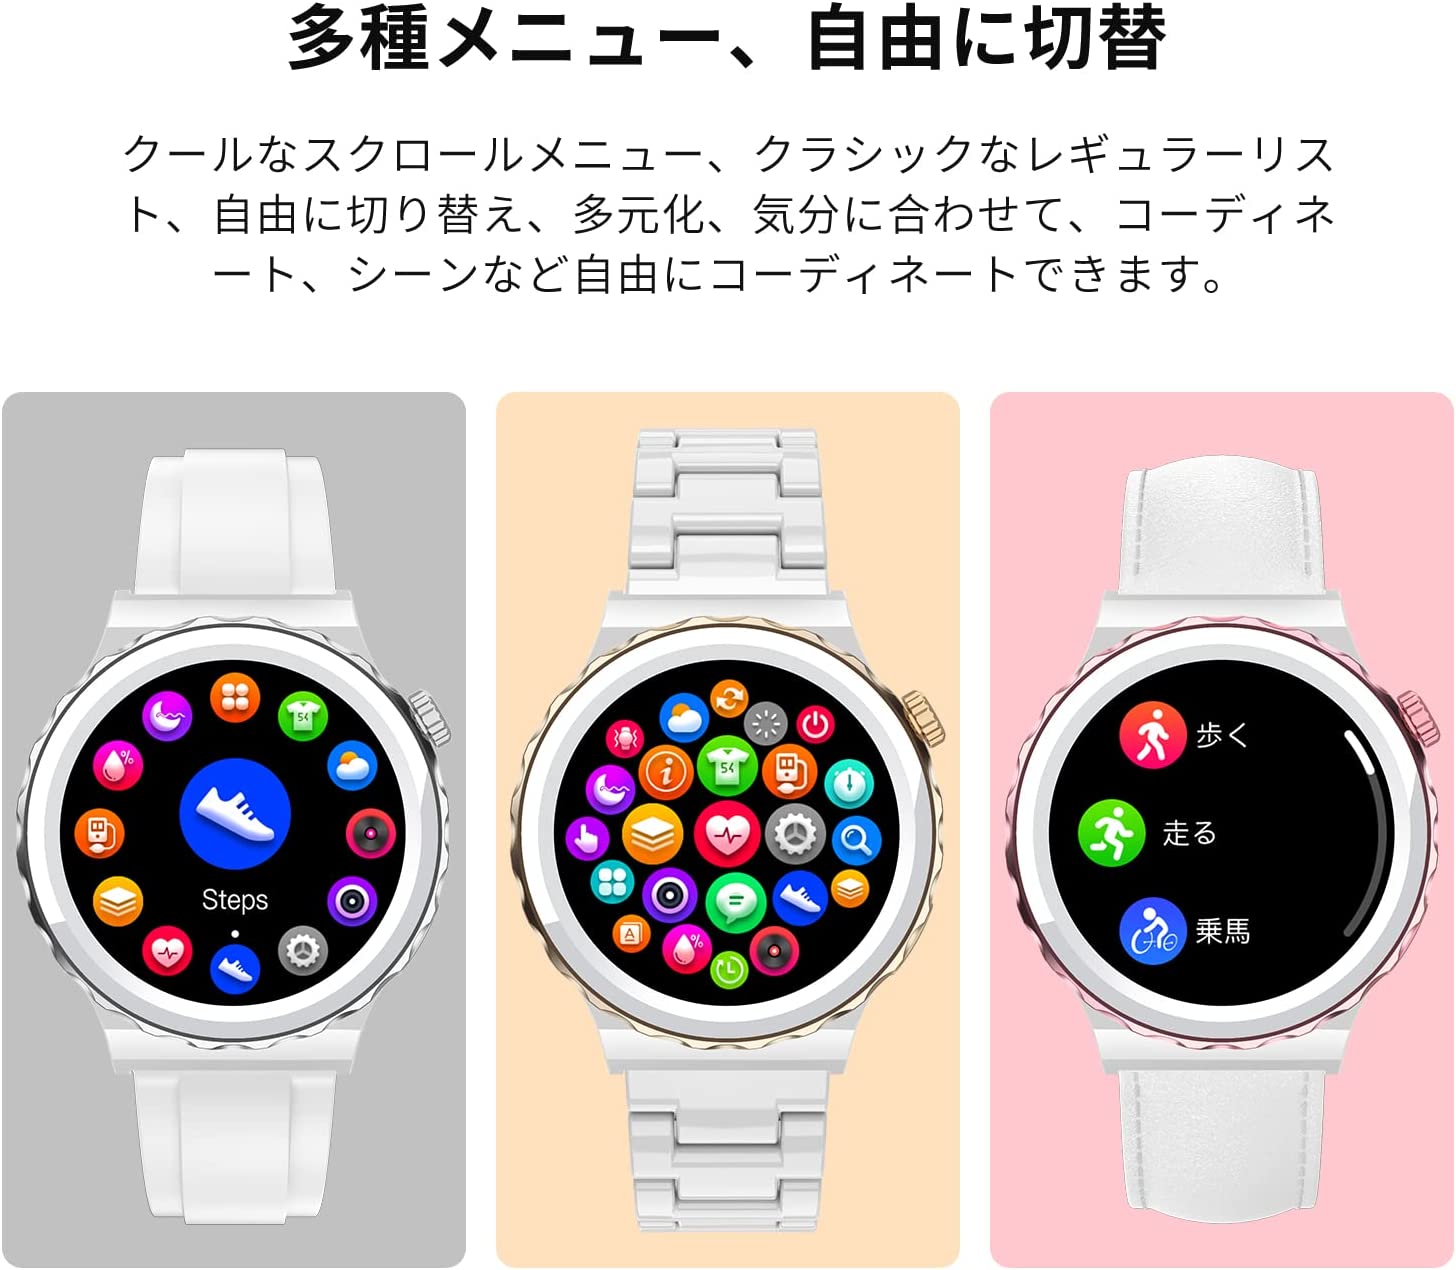 多種メニュー、自由に切替
クールなスクロールメニュー、クラシックなレギュラーリス
ト、自由に切り替え、多元化、気分に合わせて、コーディネ
ート、シーンなど自由にコーディネートできます。
54
%
Steps
54
%
A
歩く
走る
乗馬